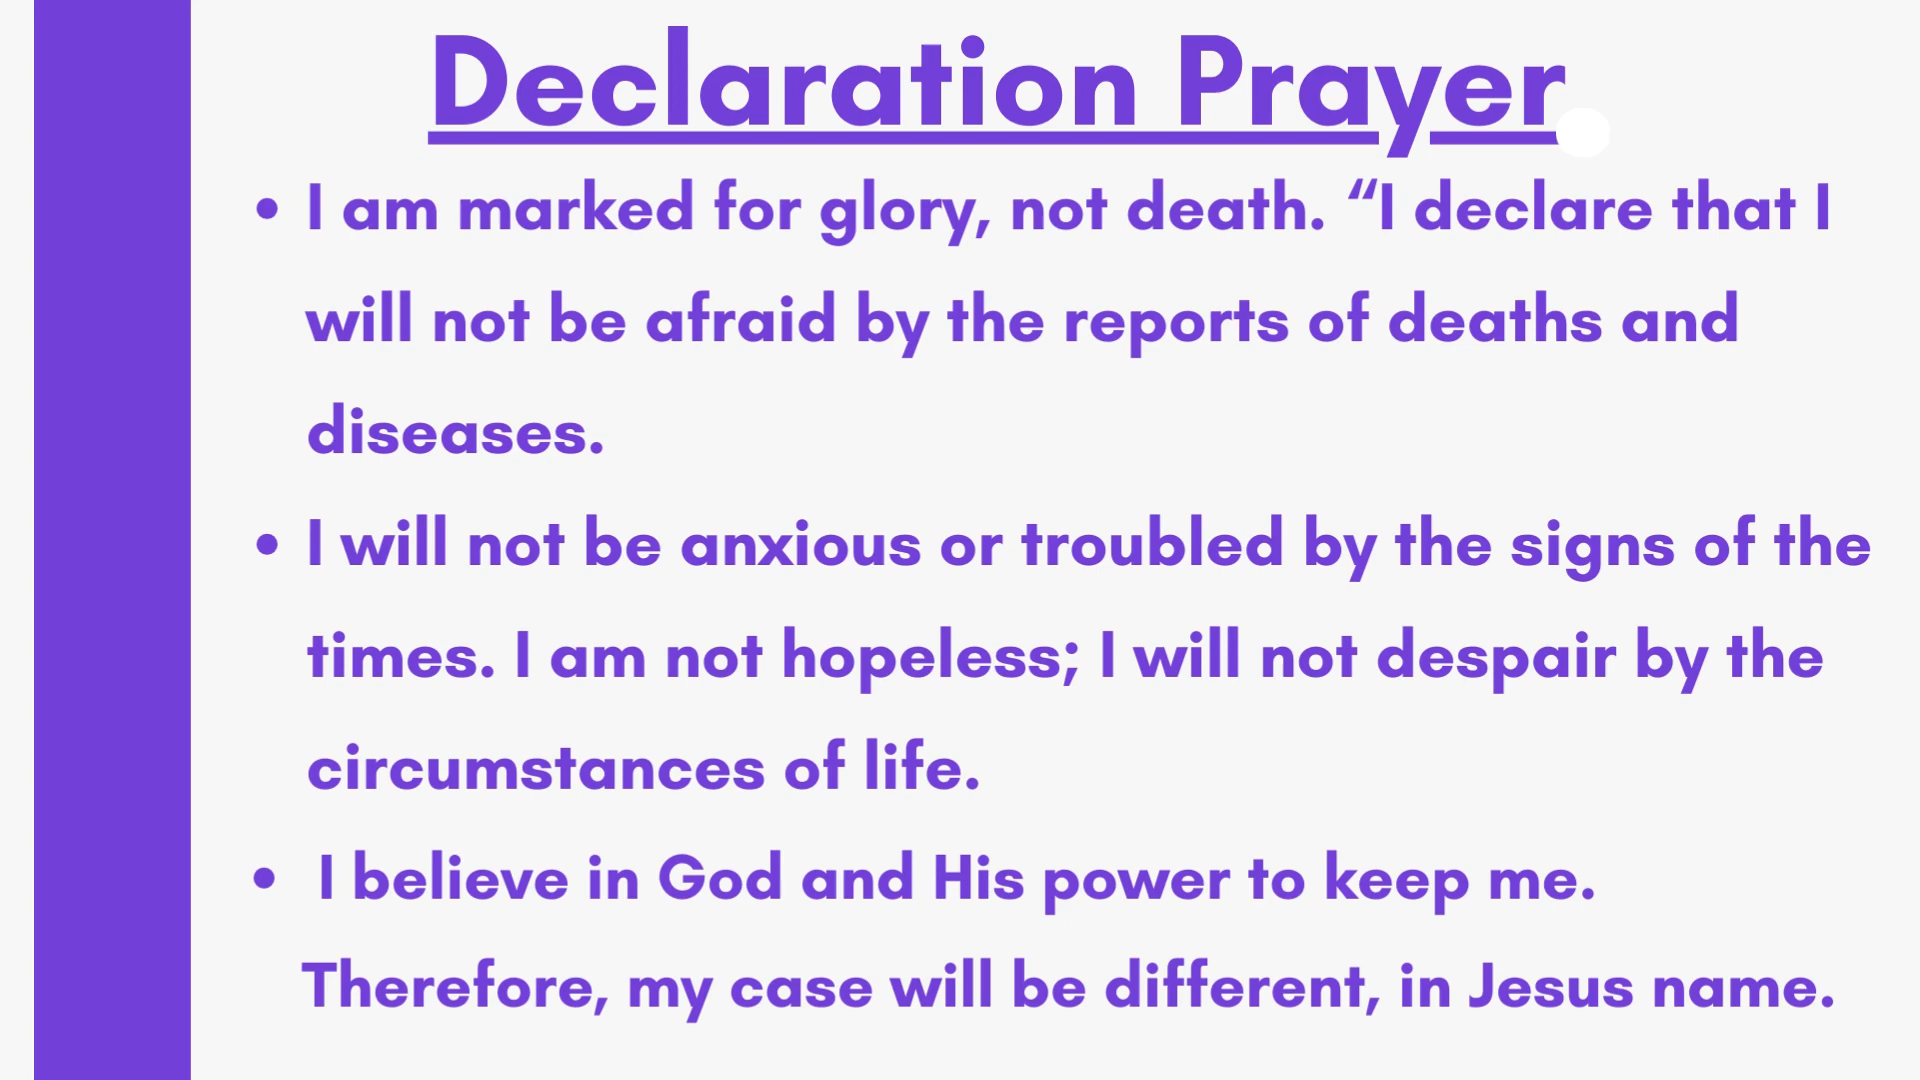 Declaration Prayer
• I am marked for glory, not death. “I declare that I
will not be afraid by the reports of deaths and
diseases.
• I will not be anxious or troubled by the signs of the
times. I am not hopeless; I will not despair by the
circumstances of life.
• I believe in God and His power to keep me.
Therefore, my case will be different, in Jesus name.